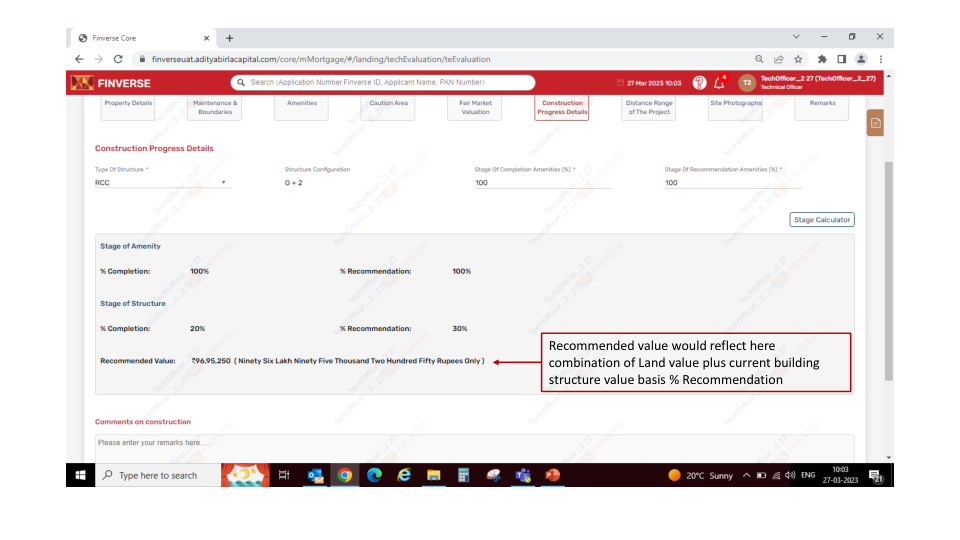 Finverse Core
finverseuat.adityabirlacapital.com/core/mMortgage/#/landing/techEvaluation/teEvaluation
FINVERSE
Search (Application Number,Finverse ID, Applicant Name, PAN Number)
27 Mar 2023 10:03
4
T2
TechOfficer_2 27 (TechOfficer_2_27)
Technical Officer
Property Details
Maintenance &
Boundaries
Amenities
Caution Area
Fair Market
Valuation
Construction
Progress Details
Distance Range
of The Project
Site Photographs
Remarks
Construction Progress Details
Type Of Structure *
Structure Configuration
Stage Of Completion Amenities (%) *
Stage Of Recommendation Amenities (%) *
RCC
G + 2
100
100
Stage Calculator
Stage of Amenity
% Completion: 100%
% Recommendation: 100%
Stage of Structure
% Completion: 20%
% Recommendation: 30%
Recommended Value: ₹96,95,250 ( Ninety Six Lakh Ninety Five Thousand Two Hundred Fifty Rupees Only )
Recommended value would reflect here
combination of Land value plus current building
structure value basis % Recommendation
Comments on construction
Please enter your remarks here....
Type here to search
20°C Sunny
ENG
10:03
27-03-2023
21